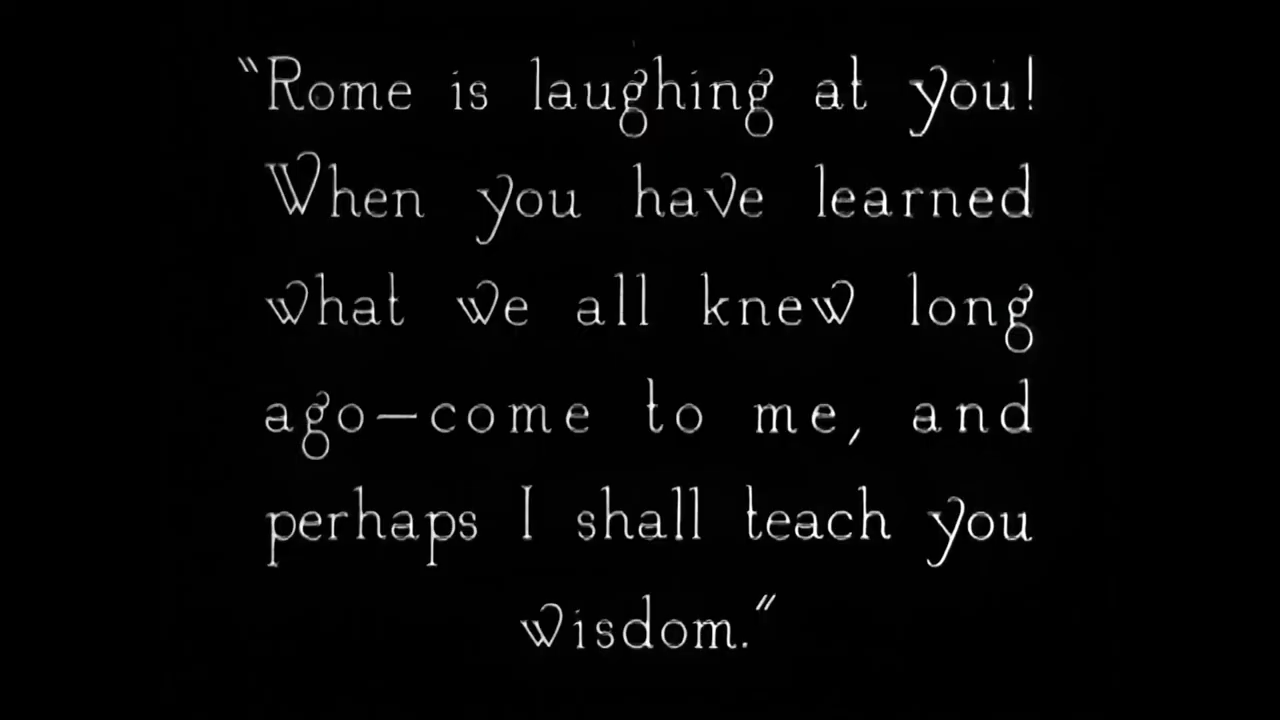 “Rome is laughing at you!
When you have learned
what we all knew long
ago—come to me, and
perhaps I shall teach you
wisdom.”